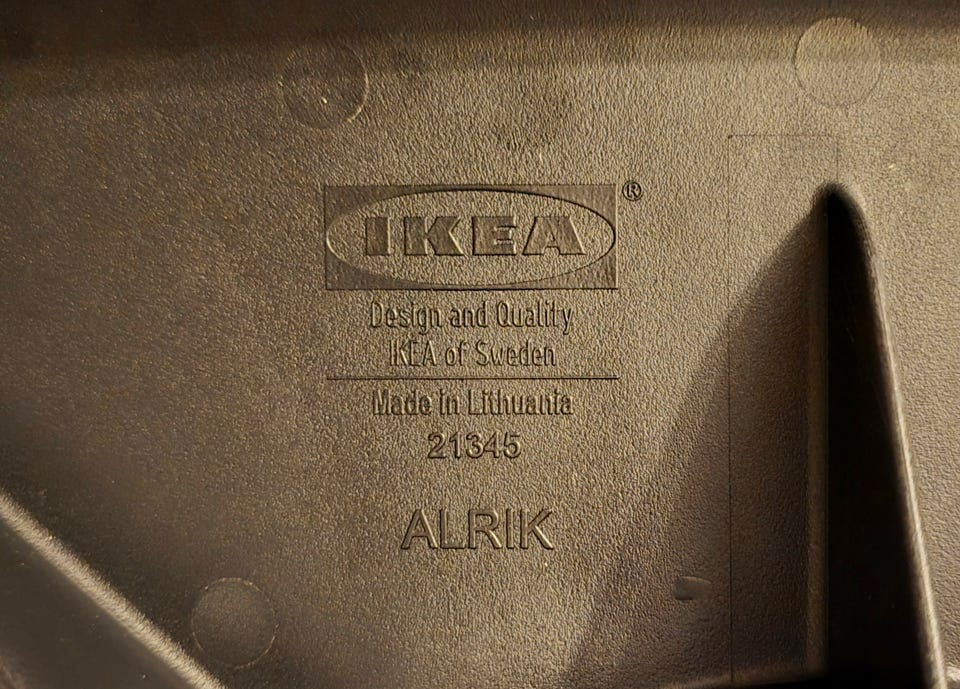 IKEA®
Design and Quality
IKEA of Sweden
Made in Lithuania
21345
ALRIK